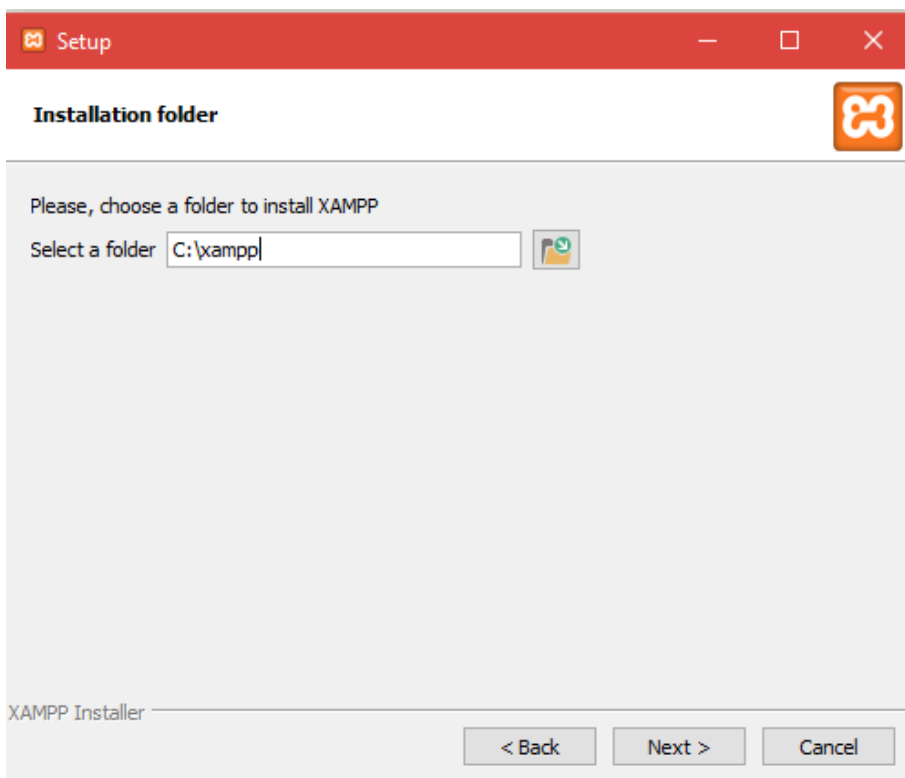 Setup
Installation folder
Please, choose a folder to install XAMPP
Select a folder C:\xampp
XAMPP Installer
< Back Next > Cancel